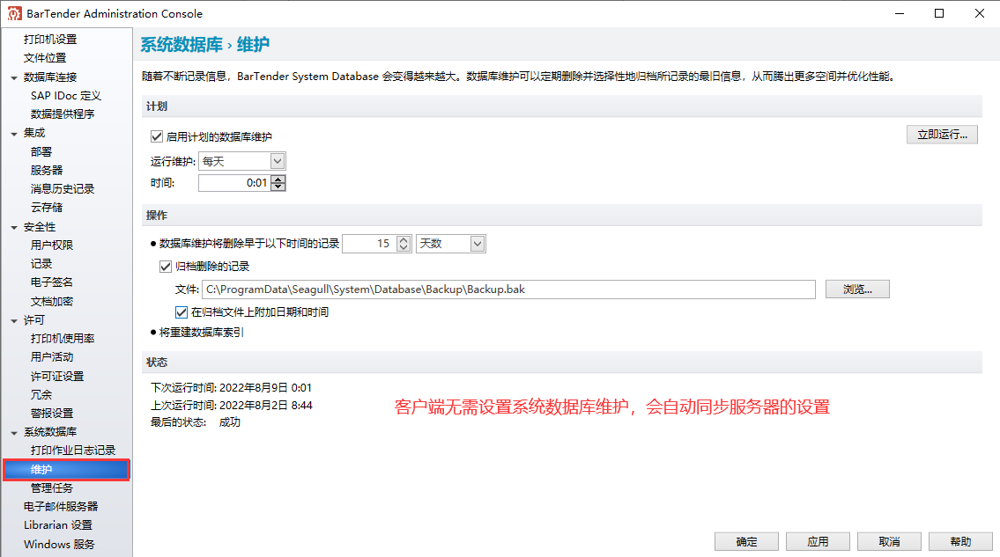 BarTender Administration Console
打印机设置
文件位置
数据库连接
SAP IDoc 定义
数据提供程序
集成
部署
服务器
消息历史记录
云存储
安全性
用户权限
记录
电子签名
文档加密
许可
打印机使用率
用户活动
许可证设置
冗余
警报设置
系统数据库
打印作业日志记录
维护
管理任务
电子邮件服务器
Librarian 设置
Windows 服务
系统数据库 › 维护
随着不断记录信息，BarTender System Database 会变得越来越大。数据库维护可以定期删除并选择性地归档所记录的最旧信息，从而腾出更多空间并优化性能。
计划
启用计划的数据库维护
立即运行...
运行维护: 每天
时间: 0:01
操作
● 数据库维护将删除早于以下时间的记录 15 天数
归档删除的记录
文件: C:\ProgramData\Seagull\System\Database\Backup\Backup.bak 浏览...
在归档文件上附加日期和时间
● 将重建数据库索引
状态
下次运行时间: 2022年8月9日 0:01
上次运行时间: 2022年8月2日 8:44
最后的状态: 成功
客户端无需设置系统数据库维护，会自动同步服务器的设置
确定 应用 取消 帮助